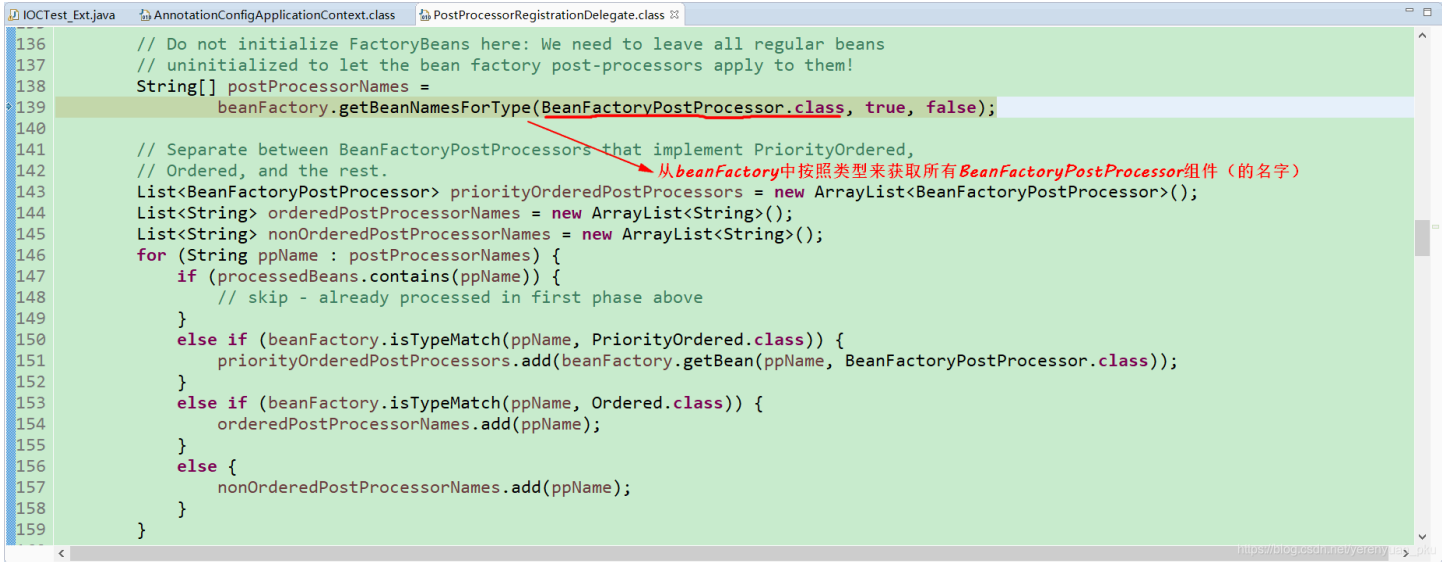 IOCTest_Ext.java AnnotationConfigApplicationContext.class PostProcessorRegistrationDelegate.class
136 // Do not initialize FactoryBeans here: We need to leave all regular beans
137 // uninitialized to let the bean factory post-processors apply to them!
138 String[] postProcessorNames =
139 beanFactory.getBeanNamesForType(BeanFactoryPostProcessor.class, true, false);
140
141 // Separate between BeanFactoryPostProcessors that implement PriorityOrdered,
142 // Ordered, and the rest.
从beanFactory中按照类型来获取所有BeanFactoryPostProcessor组件（的名字）
143 List<BeanFactoryPostProcessor> priorityOrderedPostProcessors = new ArrayList<BeanFactoryPostProcessor>();
144 List<String> orderedPostProcessorNames = new ArrayList<String>();
145 List<String> nonOrderedPostProcessorNames = new ArrayList<String>();
146 for (String ppName : postProcessorNames) {
147 if (processedBeans.contains(ppName)) {
148 // skip - already processed in first phase above
149 }
150 else if (beanFactory.isTypeMatch(ppName, PriorityOrdered.class)) {
151 priorityOrderedPostProcessors.add(beanFactory.getBean(ppName, BeanFactoryPostProcessor.class));
152 }
153 else if (beanFactory.isTypeMatch(ppName, Ordered.class)) {
154 orderedPostProcessorNames.add(ppName);
155 }
156 else {
157 nonOrderedPostProcessorNames.add(ppName);
158 }
159 }